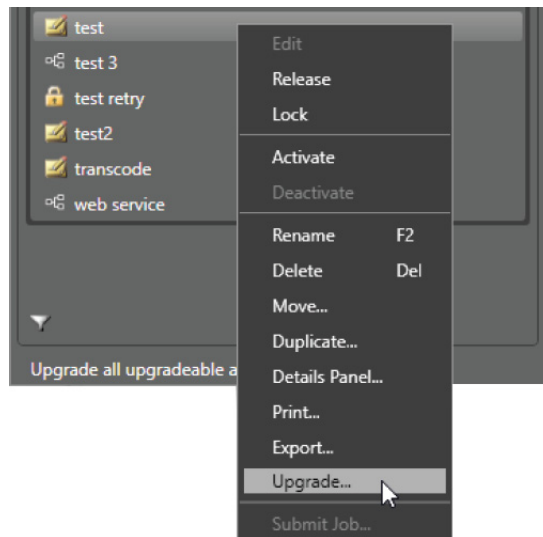 test
test 3
test retry
test2
transcode
web service
Upgrade all upgradeable a
Edit
Release
Lock
Activate
Deactivate
Rename F2
Delete Del
Move...
Duplicate...
Details Panel...
Print...
Export...
Upgrade...
Submit Job...